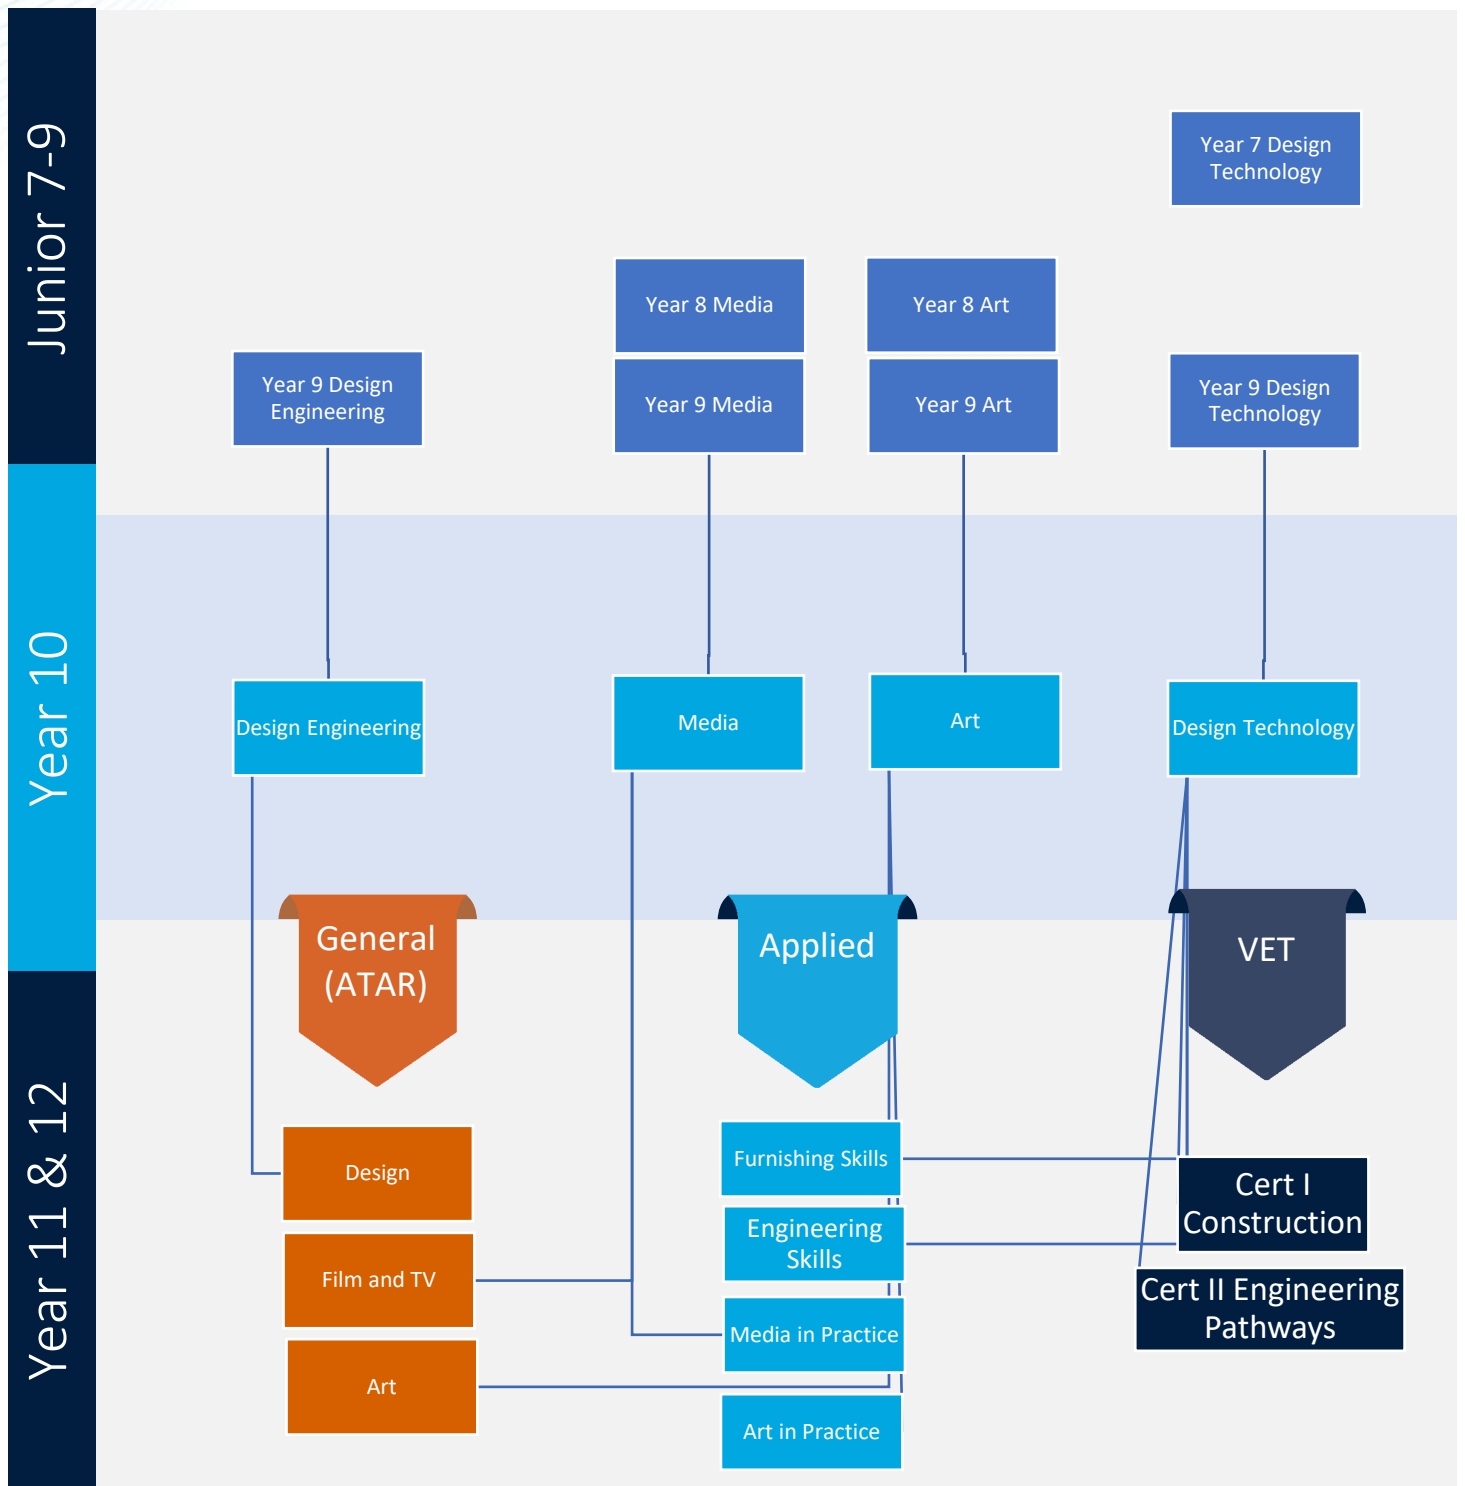 Junior 7-9
Year 7 Design
Technology
Year 8 Media
Year 8 Art
Year 9 Design
Engineering
Year 9 Media
Year 9 Art
Year 9 Design
Technology
Year 10
Design Engineering
Media
Art
Design Technology
General
(ATAR)
Applied
VET
Year 11 & 12
Design
Film and TV
Art
Furnishing Skills
Engineering
Skills
Media in Practice
Art in Practice
Cert I
Construction
Cert II Engineering
Pathways